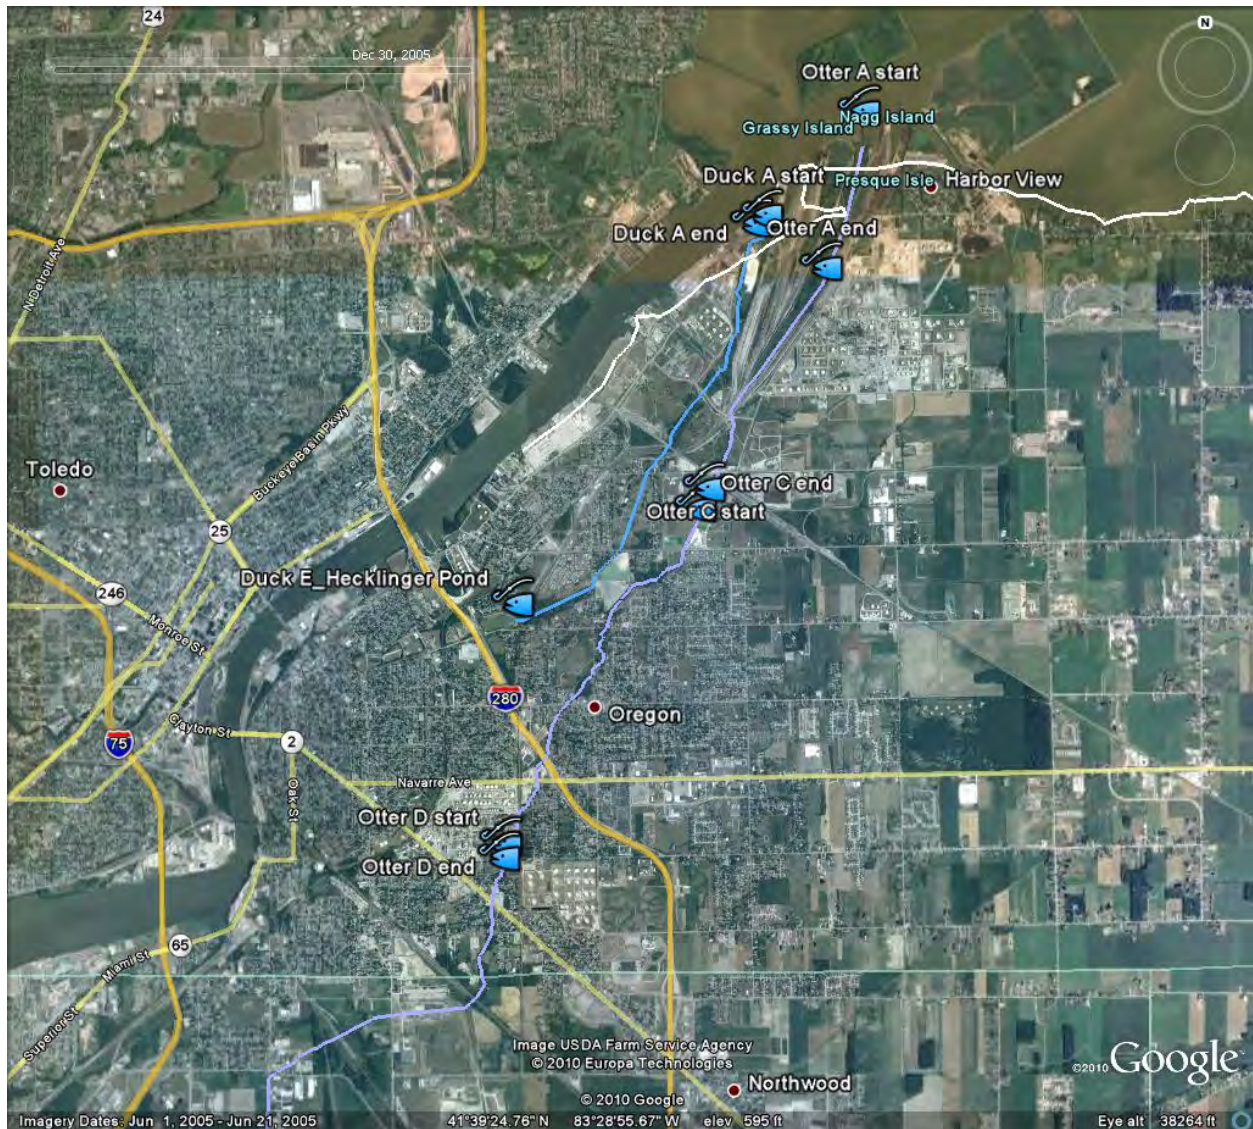 24
Dec 30, 2005
N
Otter A start
Nagg Island
Grassy Island
Duck A start
Presque Isle
Harbor View
Duck A end
Otter A end
N Detroit Ave
Buckeye Basin Pkwy
Toledo
25
Otter C end
Otter C start
Duck E_Hecklinger Pond
246
Monroe St
280
Oregon
Clayton St
75
2
Navarre Ave
Oak St
Otter D start
Otter D end
65
Miami St
Superior St
Image USDA Farm Service Agency
© 2010 Europa Technologies
©2010 Google
Northwood
© 2010 Google
Imagery Dates: Jun 1, 2005 - Jun 21, 2005 41°39'24.76" N 83°28'55.67" W elev 595 ft Eye alt 38264 ft